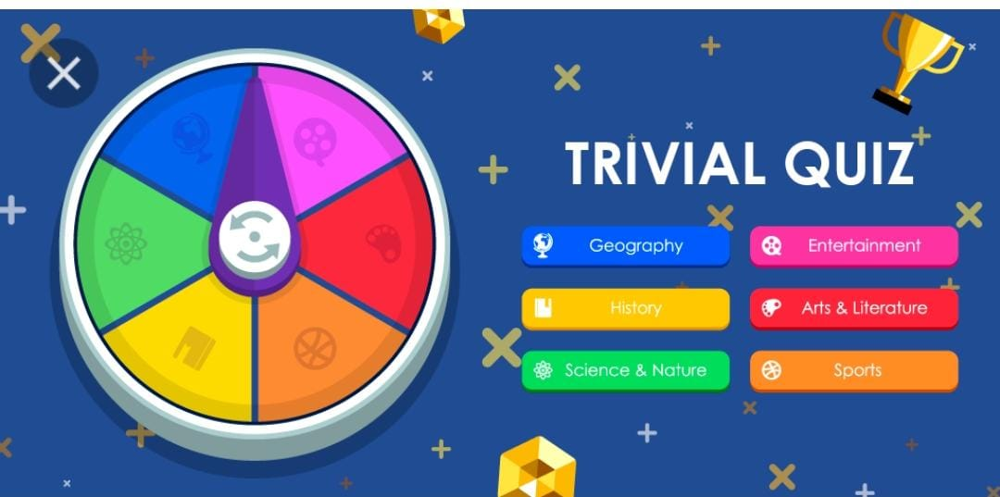 TRIVIAL QUIZ
Geography
Entertainment
History
Arts & Literature
Science & Nature
Sports